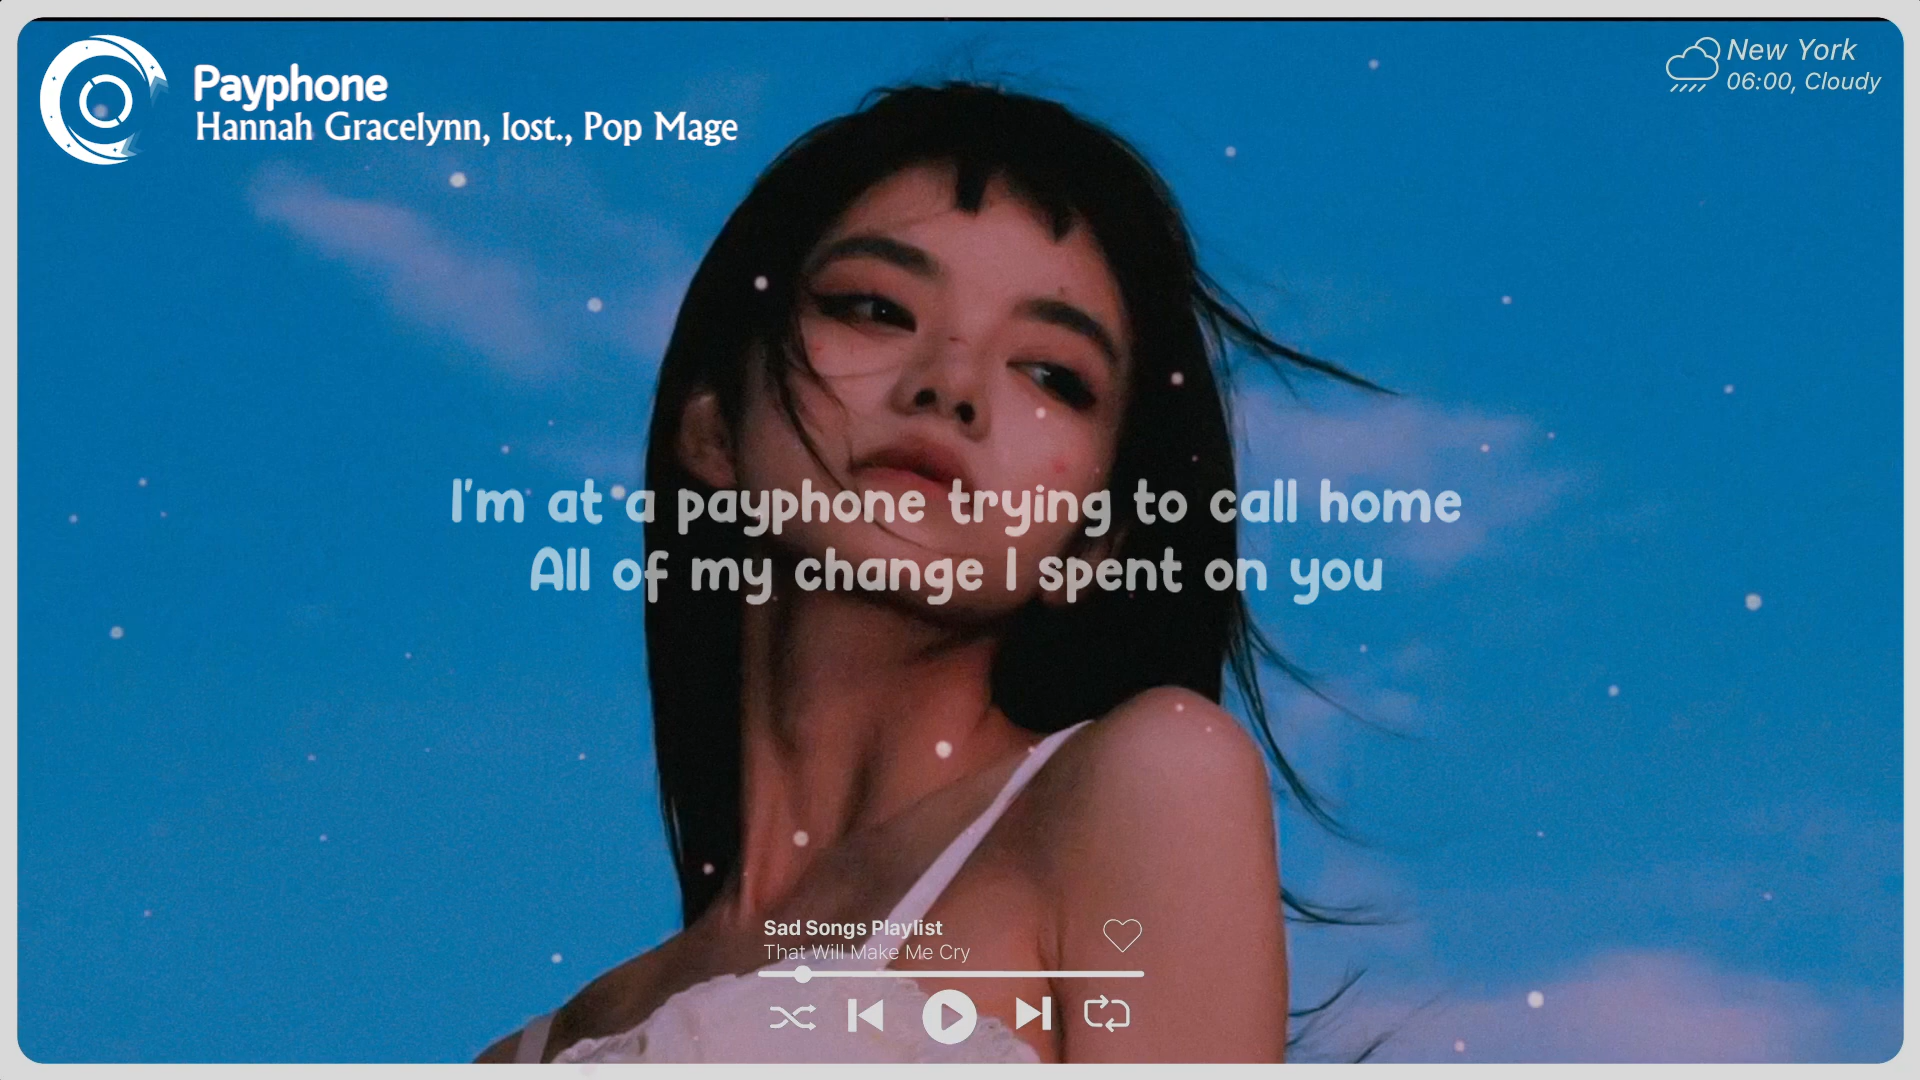 Payphone
Hannah Gracelynn, lost., Pop Mage
New York
06:00, Cloudy
I'm at a payphone trying to call home
All of my change I spent on you
Sad Songs Playlist
That Will Make Me Cry